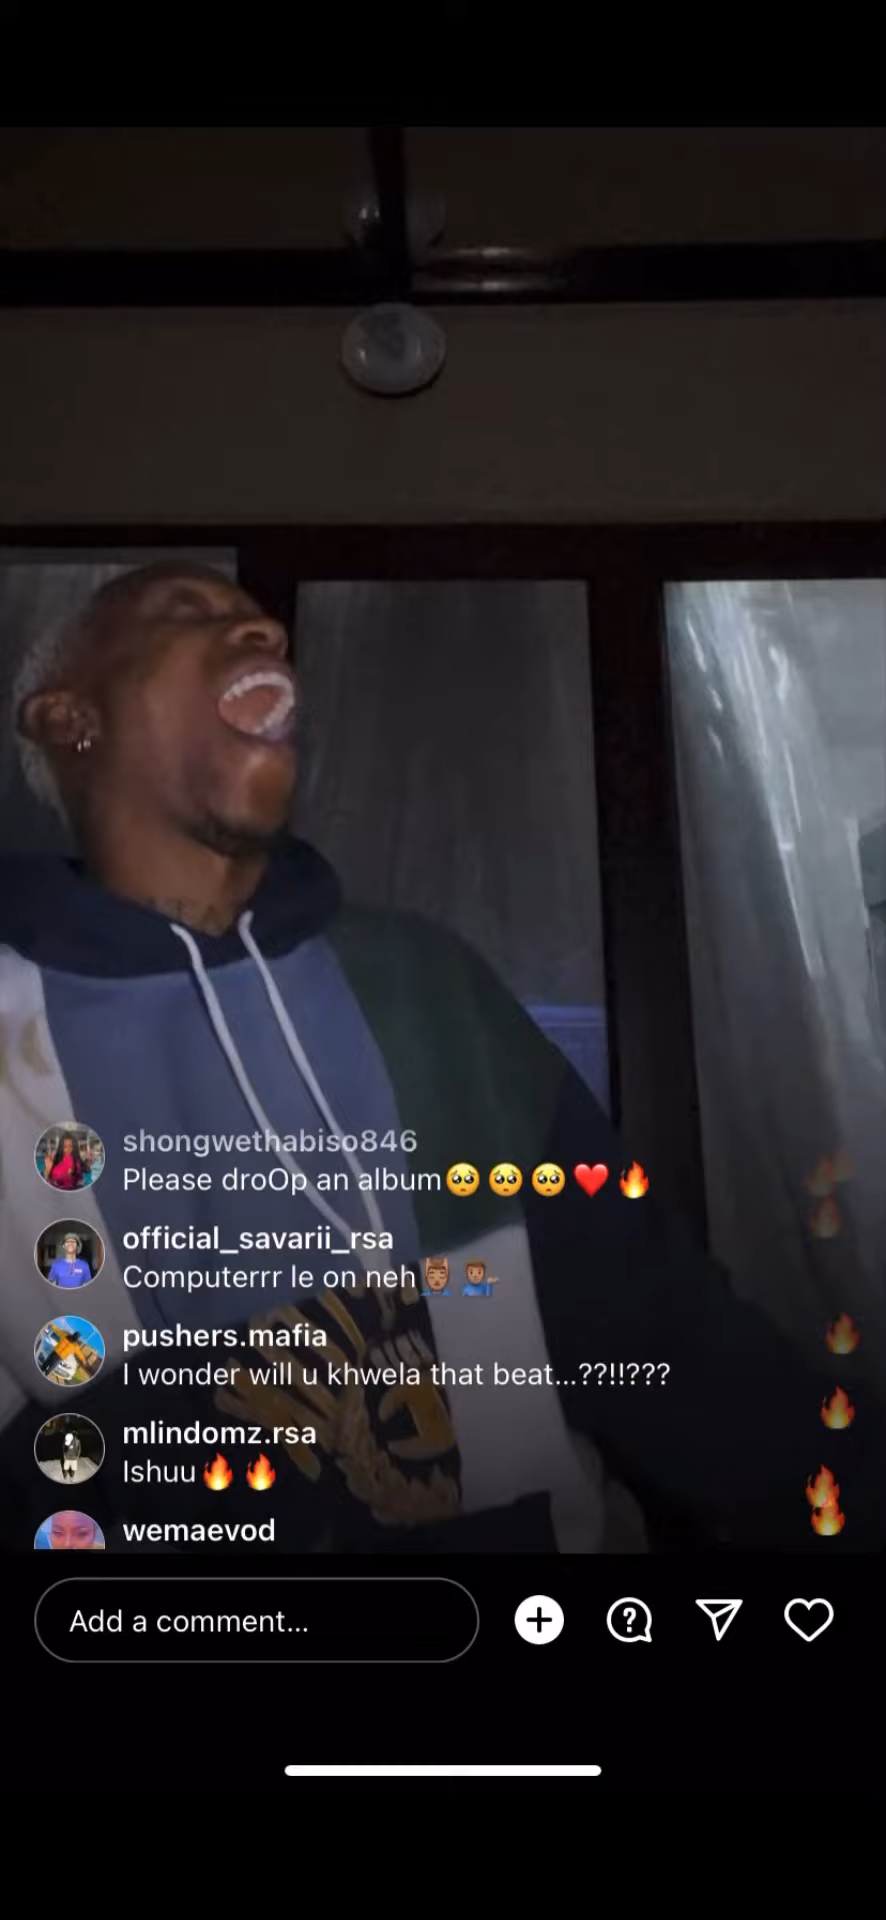 shongwethabiso846
Please droOp an album🥺🥺🥺❤️🔥
official_savarii_rsa
Computerrr le on neh💆🏽‍♂️💁🏽‍♂️
pushers.mafia
I wonder will u khwela that beat...??!!???
mlindomz.rsa
Ishuu🔥🔥
wemaevod
Add a comment...